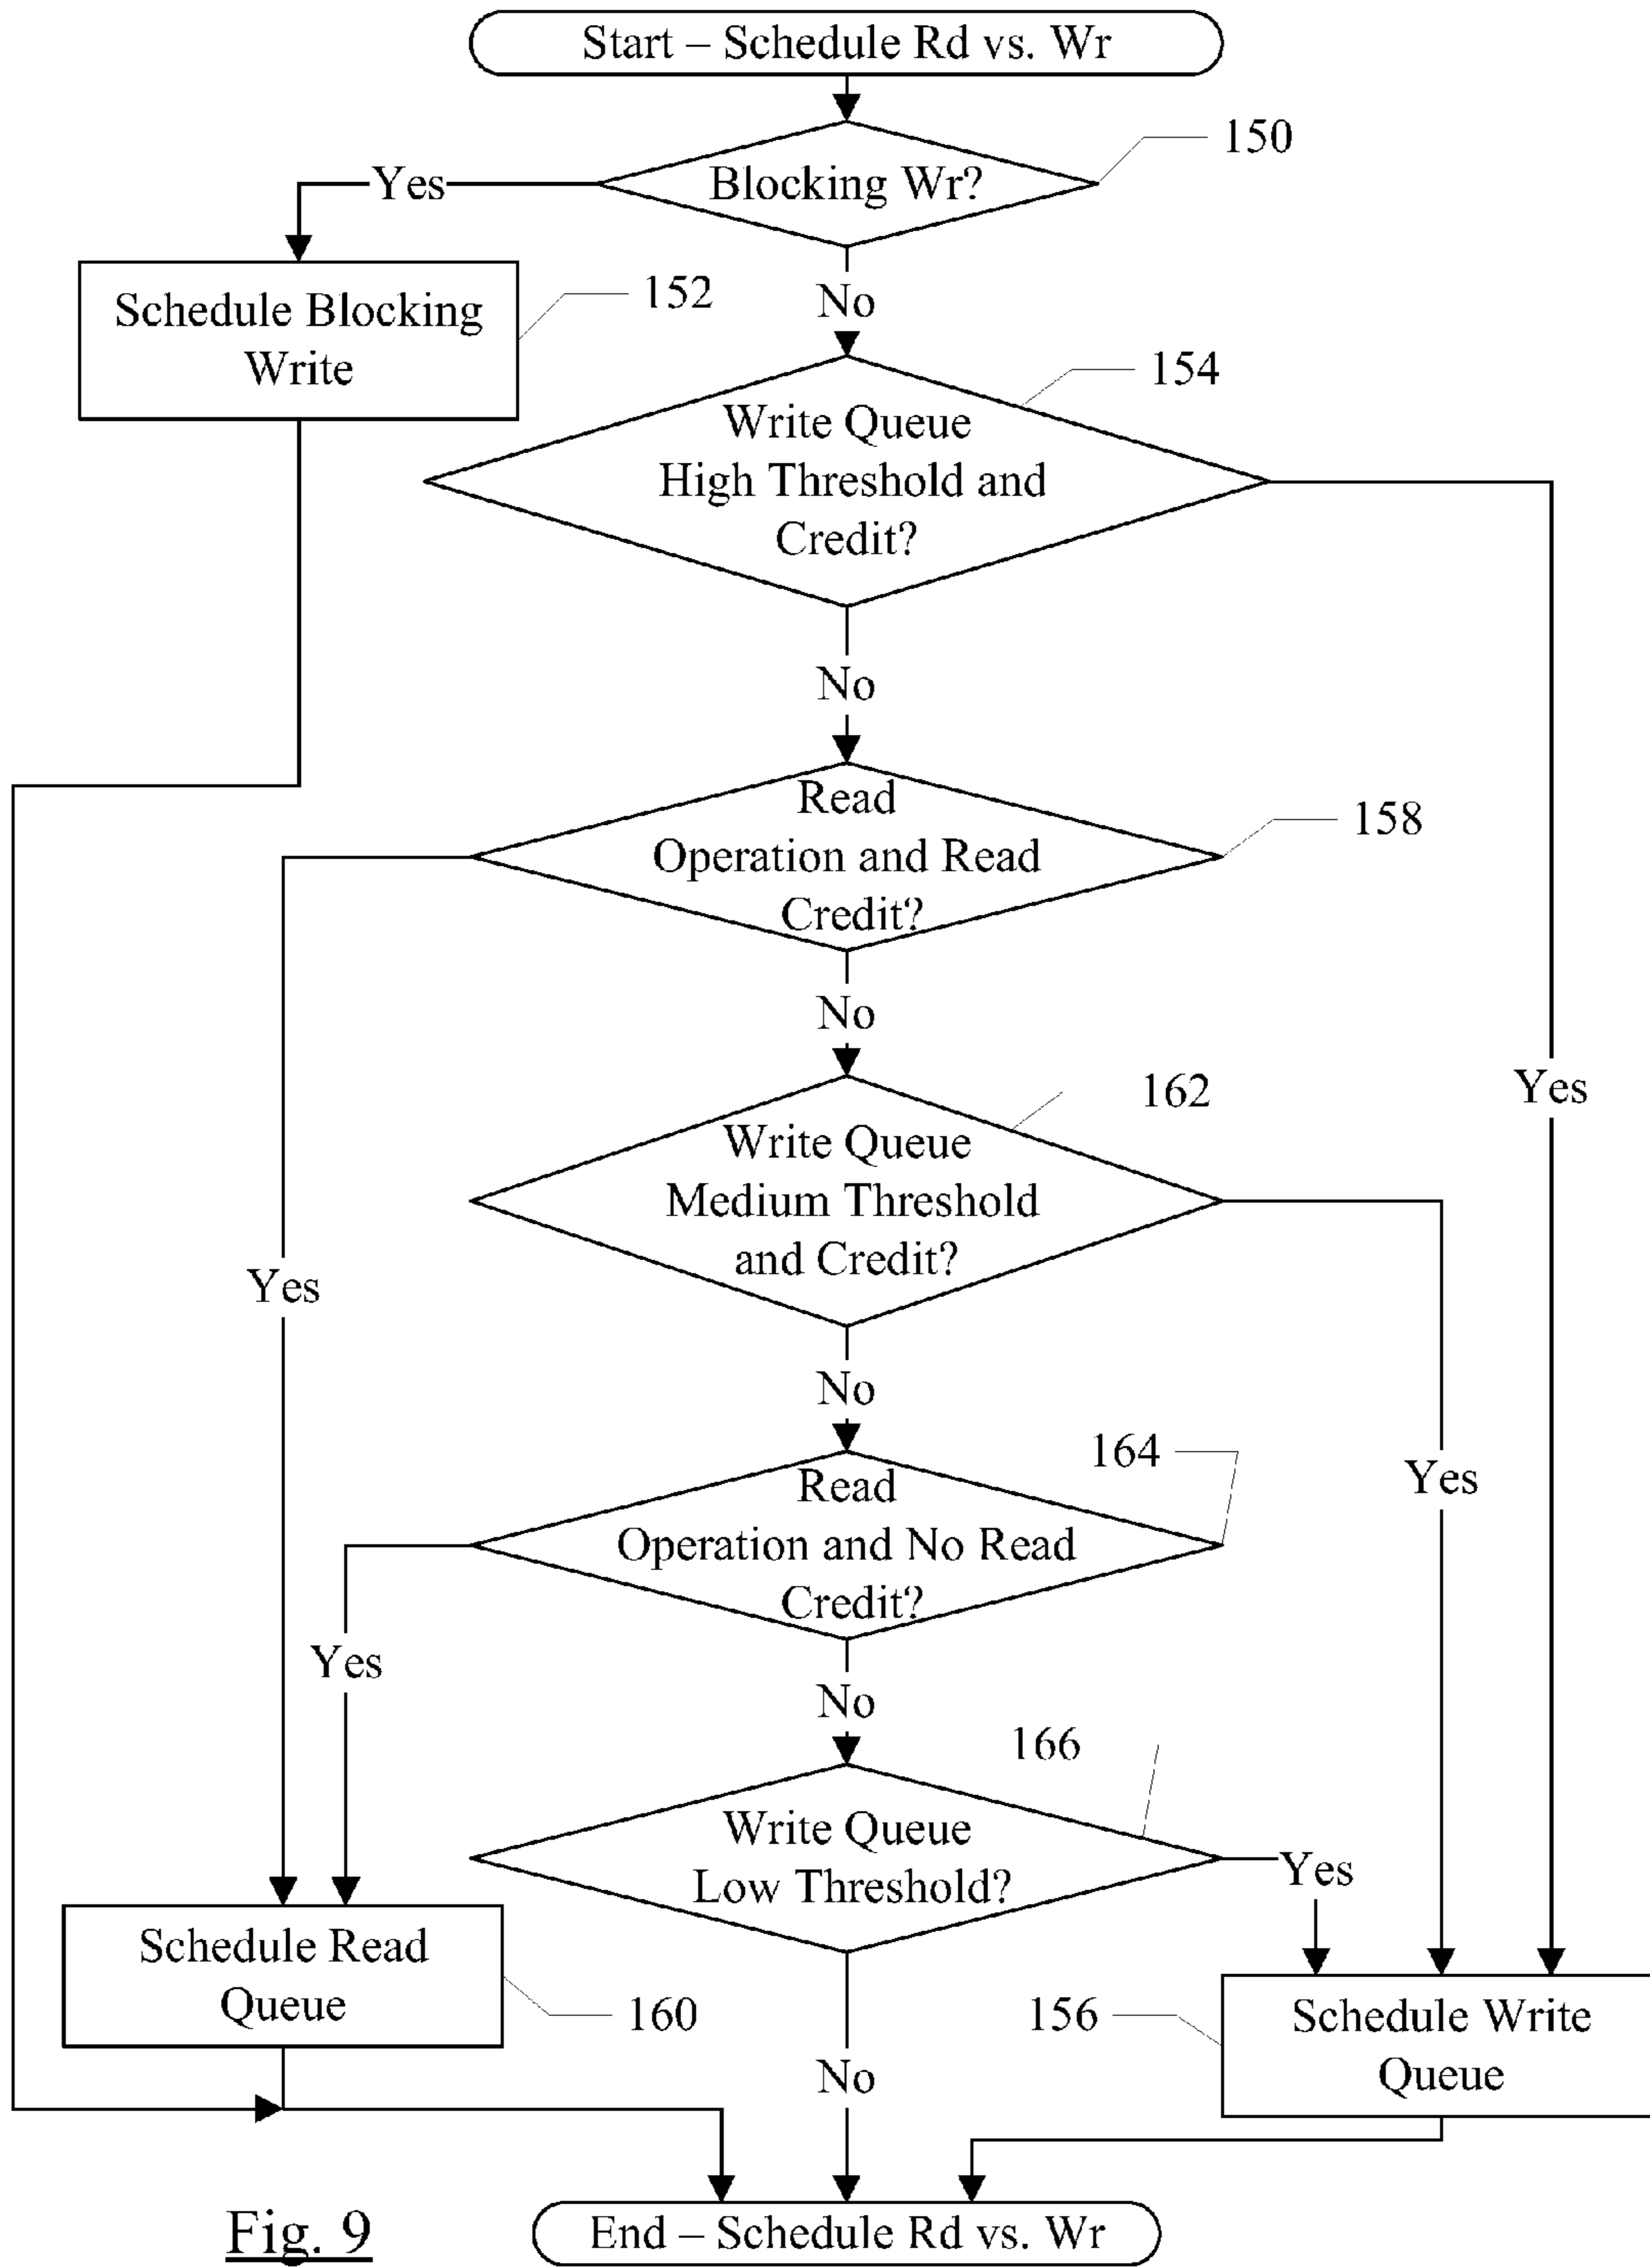 Start – Schedule Rd vs. Wr
150
Blocking Wr?
Yes
Schedule Blocking
Write
152
No
154
Write Queue
High Threshold and
Credit?
No
Read
Operation and Read
Credit?
158
No
162
Yes
Write Queue
Medium Threshold
and Credit?
Yes
No
164
Read
Operation and No Read
Credit?
Yes
Yes
No
166
Write Queue
Low Threshold?
Yes
Schedule Read
Queue
160
156
Schedule Write
Queue
No
Fig. 9
End – Schedule Rd vs. Wr